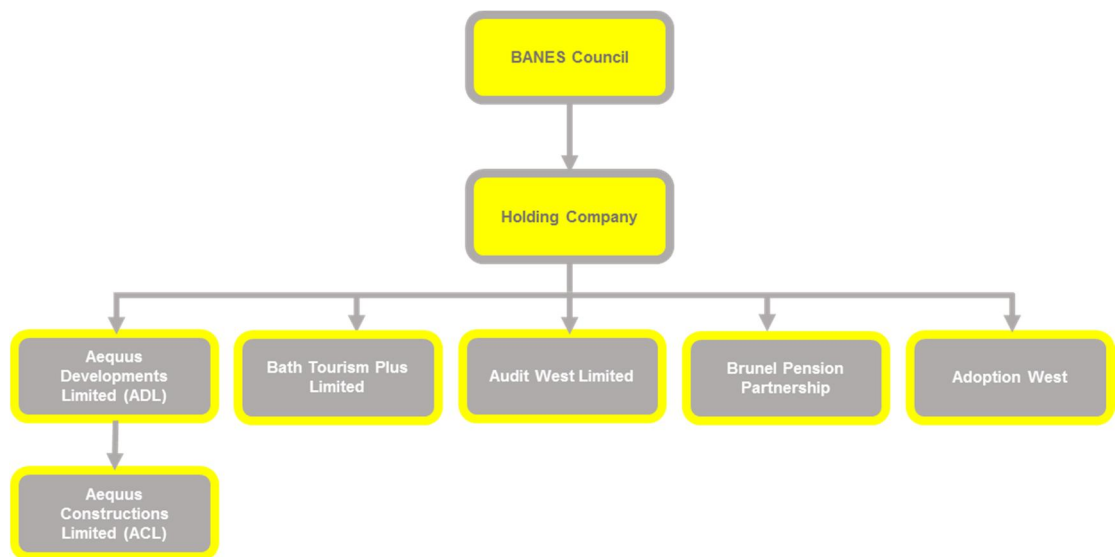 BANES Council
Holding Company
Aequus
Developments
Limited (ADL)
Bath Tourism Plus
Limited
Audit West Limited
Brunel Pension
Partnership
Adoption West
Aequus
Constructions
Limited (ACL)